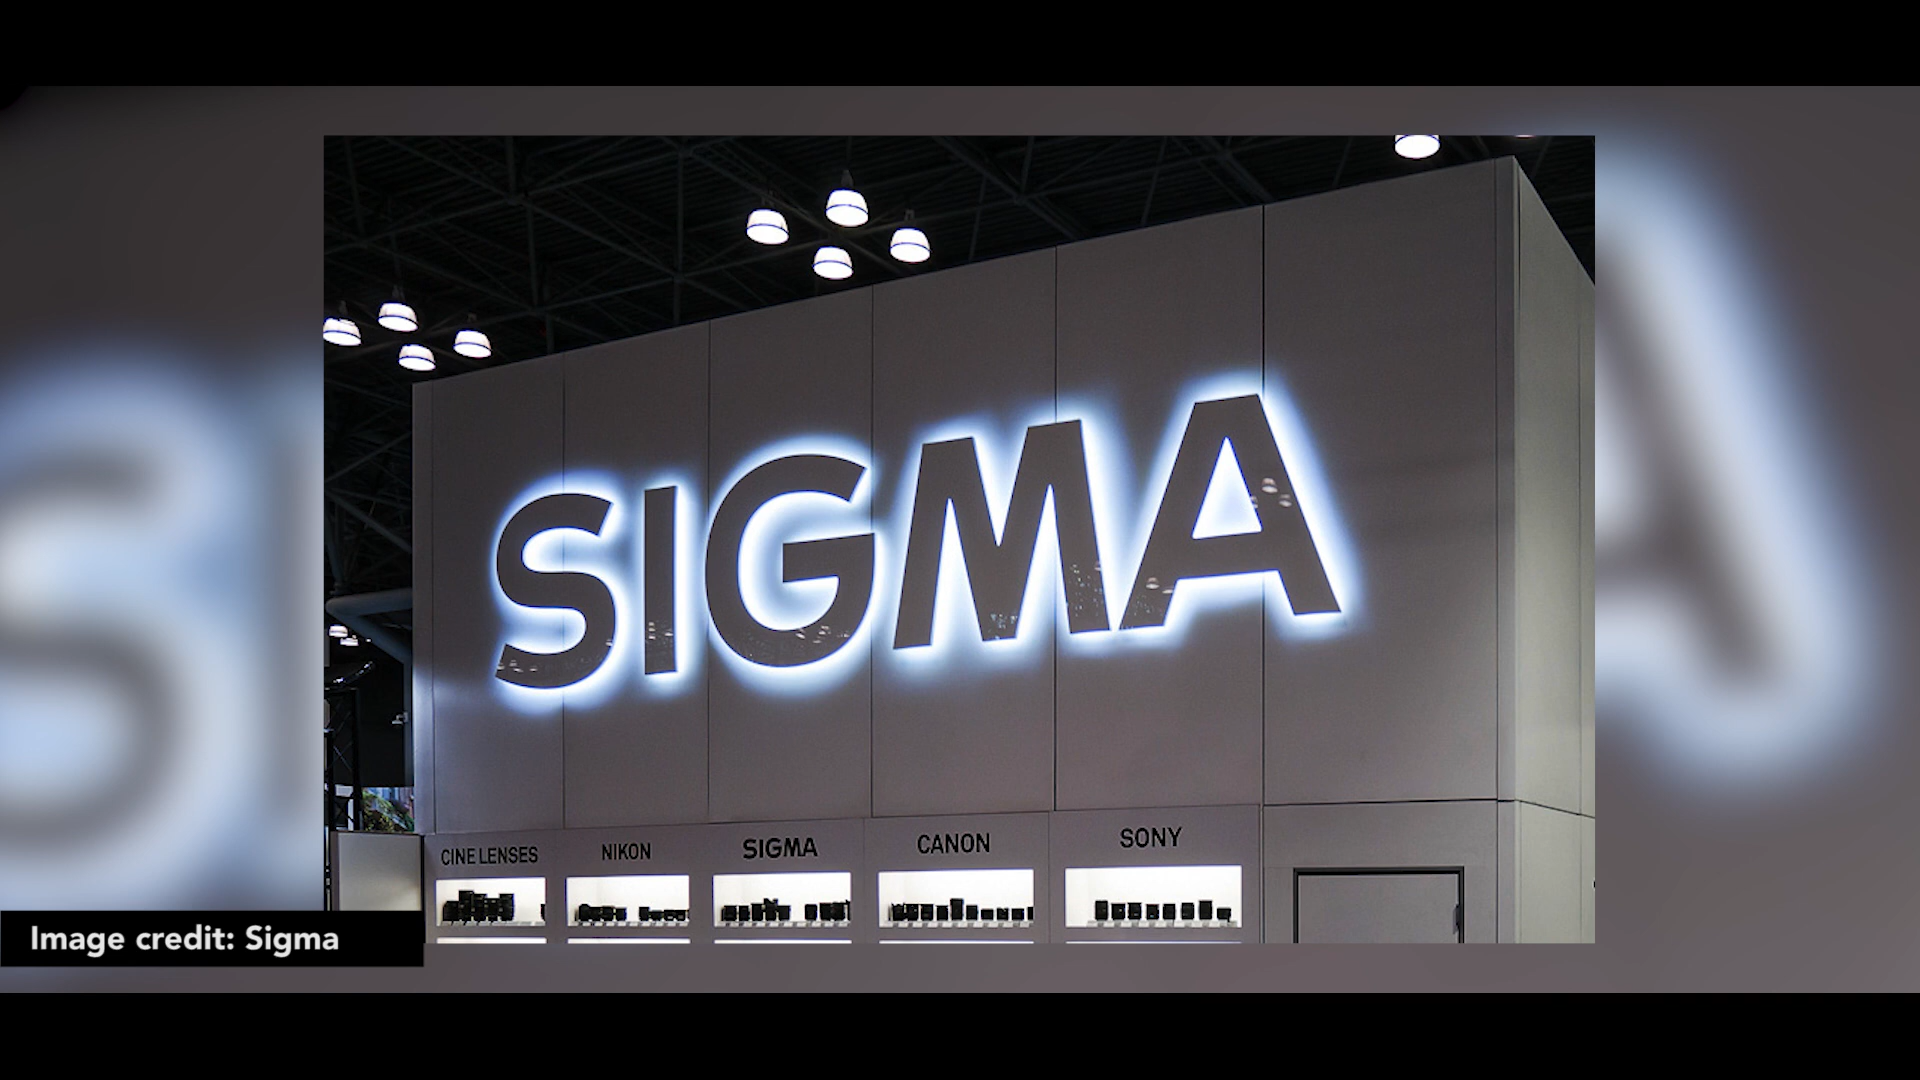 SIGMA
CINE LENSES
NIKON
SIGMA
CANON
SONY
Image credit: Sigma